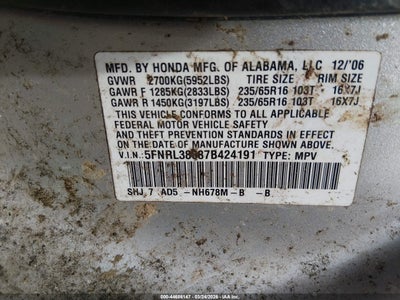 MFD. BY HONDA MFG. OF ALABAMA, LLC 12/'06
GVWR 2700KG(5952LBS) TIRE SIZE RIM SIZE
GAWR F 1285KG(2833LBS) 235/65R16 103T 16X7J
GAWR R 1450KG(3197LBS) 235/65R16 103T 16X7J
THIS VEHICLE CONFORMS TO ALL APPLICABLE
FEDERAL MOTOR VEHICLE SAFETY AND
THEFT PREVENTION STANDARDS IN EFFECT ON
THE DATE OF MANUFACTURE SHOWN ABOVE.
V.I.N.: TYPE: MPV
SHJ 7 AD5 -NH678M-B -B-
000-44698147 - 03/24/2026 -